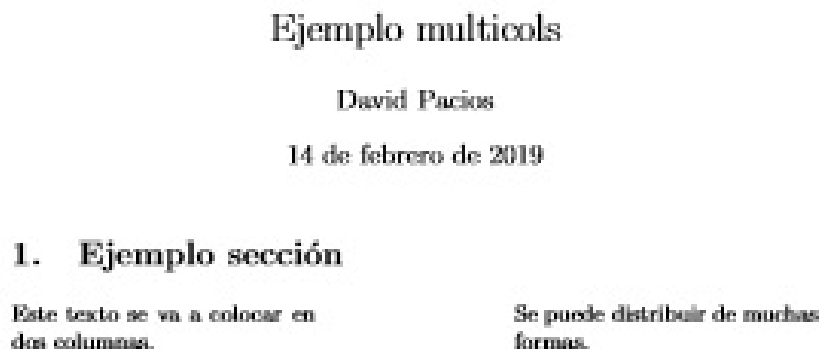 Ejemplo multicols
David Pacios
14 de febrero de 2019
1. Ejemplo sección
Este texto se va a colocar en
dos columnas.
Se puede distribuir de muchas
formas.